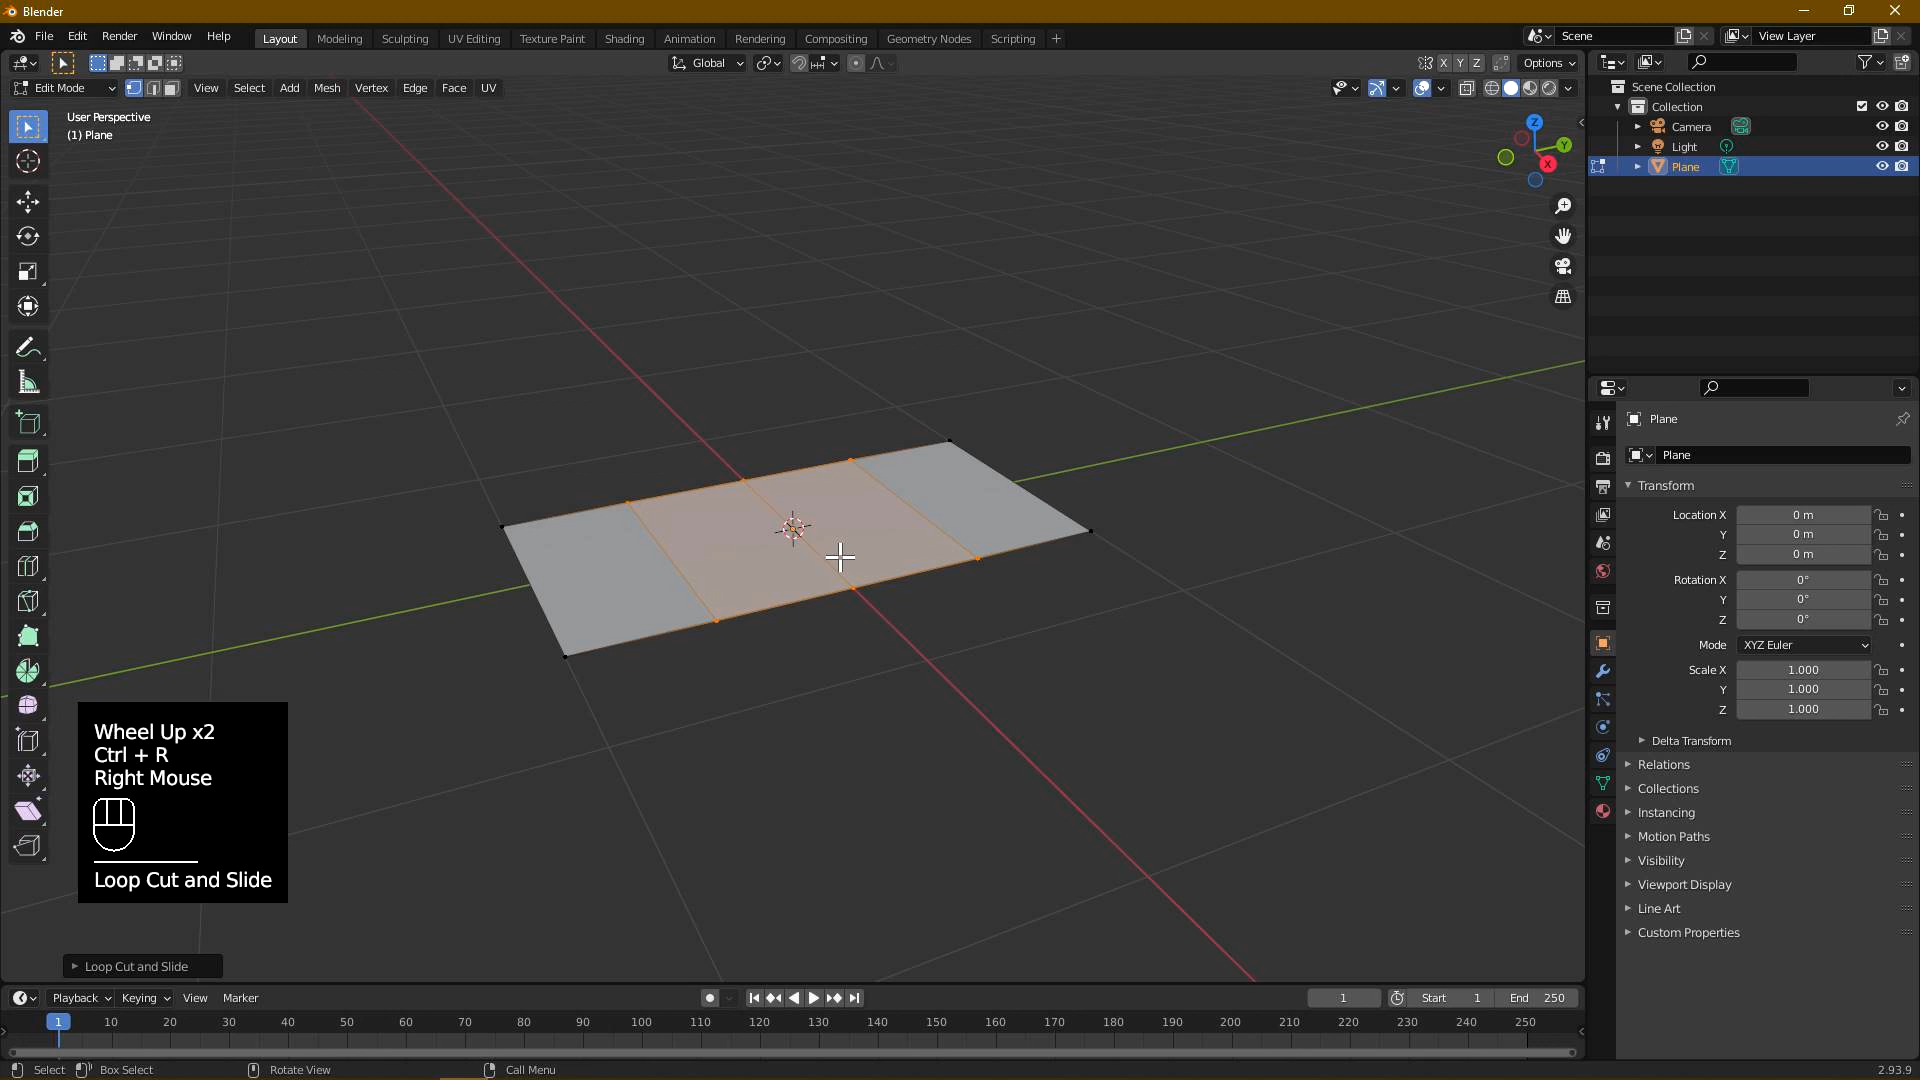 Blender
File Edit Render Window Help
Layout Modeling Sculpting UV Editing Texture Paint Shading Animation Rendering Compositing Geometry Nodes Scripting +
Scene
View Layer
Global
X Y Z
Options
Edit Mode
View Select Add Mesh Vertex Edge Face UV
User Perspective
(1) Plane
Z
Y
X
Scene Collection
Collection
Camera
Light
Plane
Plane
Plane
Transform
Location X 0 m
Y 0 m
Z 0 m
Rotation X 0°
Y 0°
Z 0°
Mode XYZ Euler
Scale X 1.000
Y 1.000
Z 1.000
Delta Transform
Relations
Collections
Instancing
Motion Paths
Visibility
Viewport Display
Line Art
Custom Properties
Wheel Up x2
Ctrl + R
Right Mouse
Loop Cut and Slide
Loop Cut and Slide
Playback Keying View Marker
1
Start 1
End 250
1 10 20 30 40 50 60 70 80 90 100 110 120 130 140 150 160 170 180 190 200 210 220 230 240 250
Select Box Select Rotate View Call Menu
2.93.9